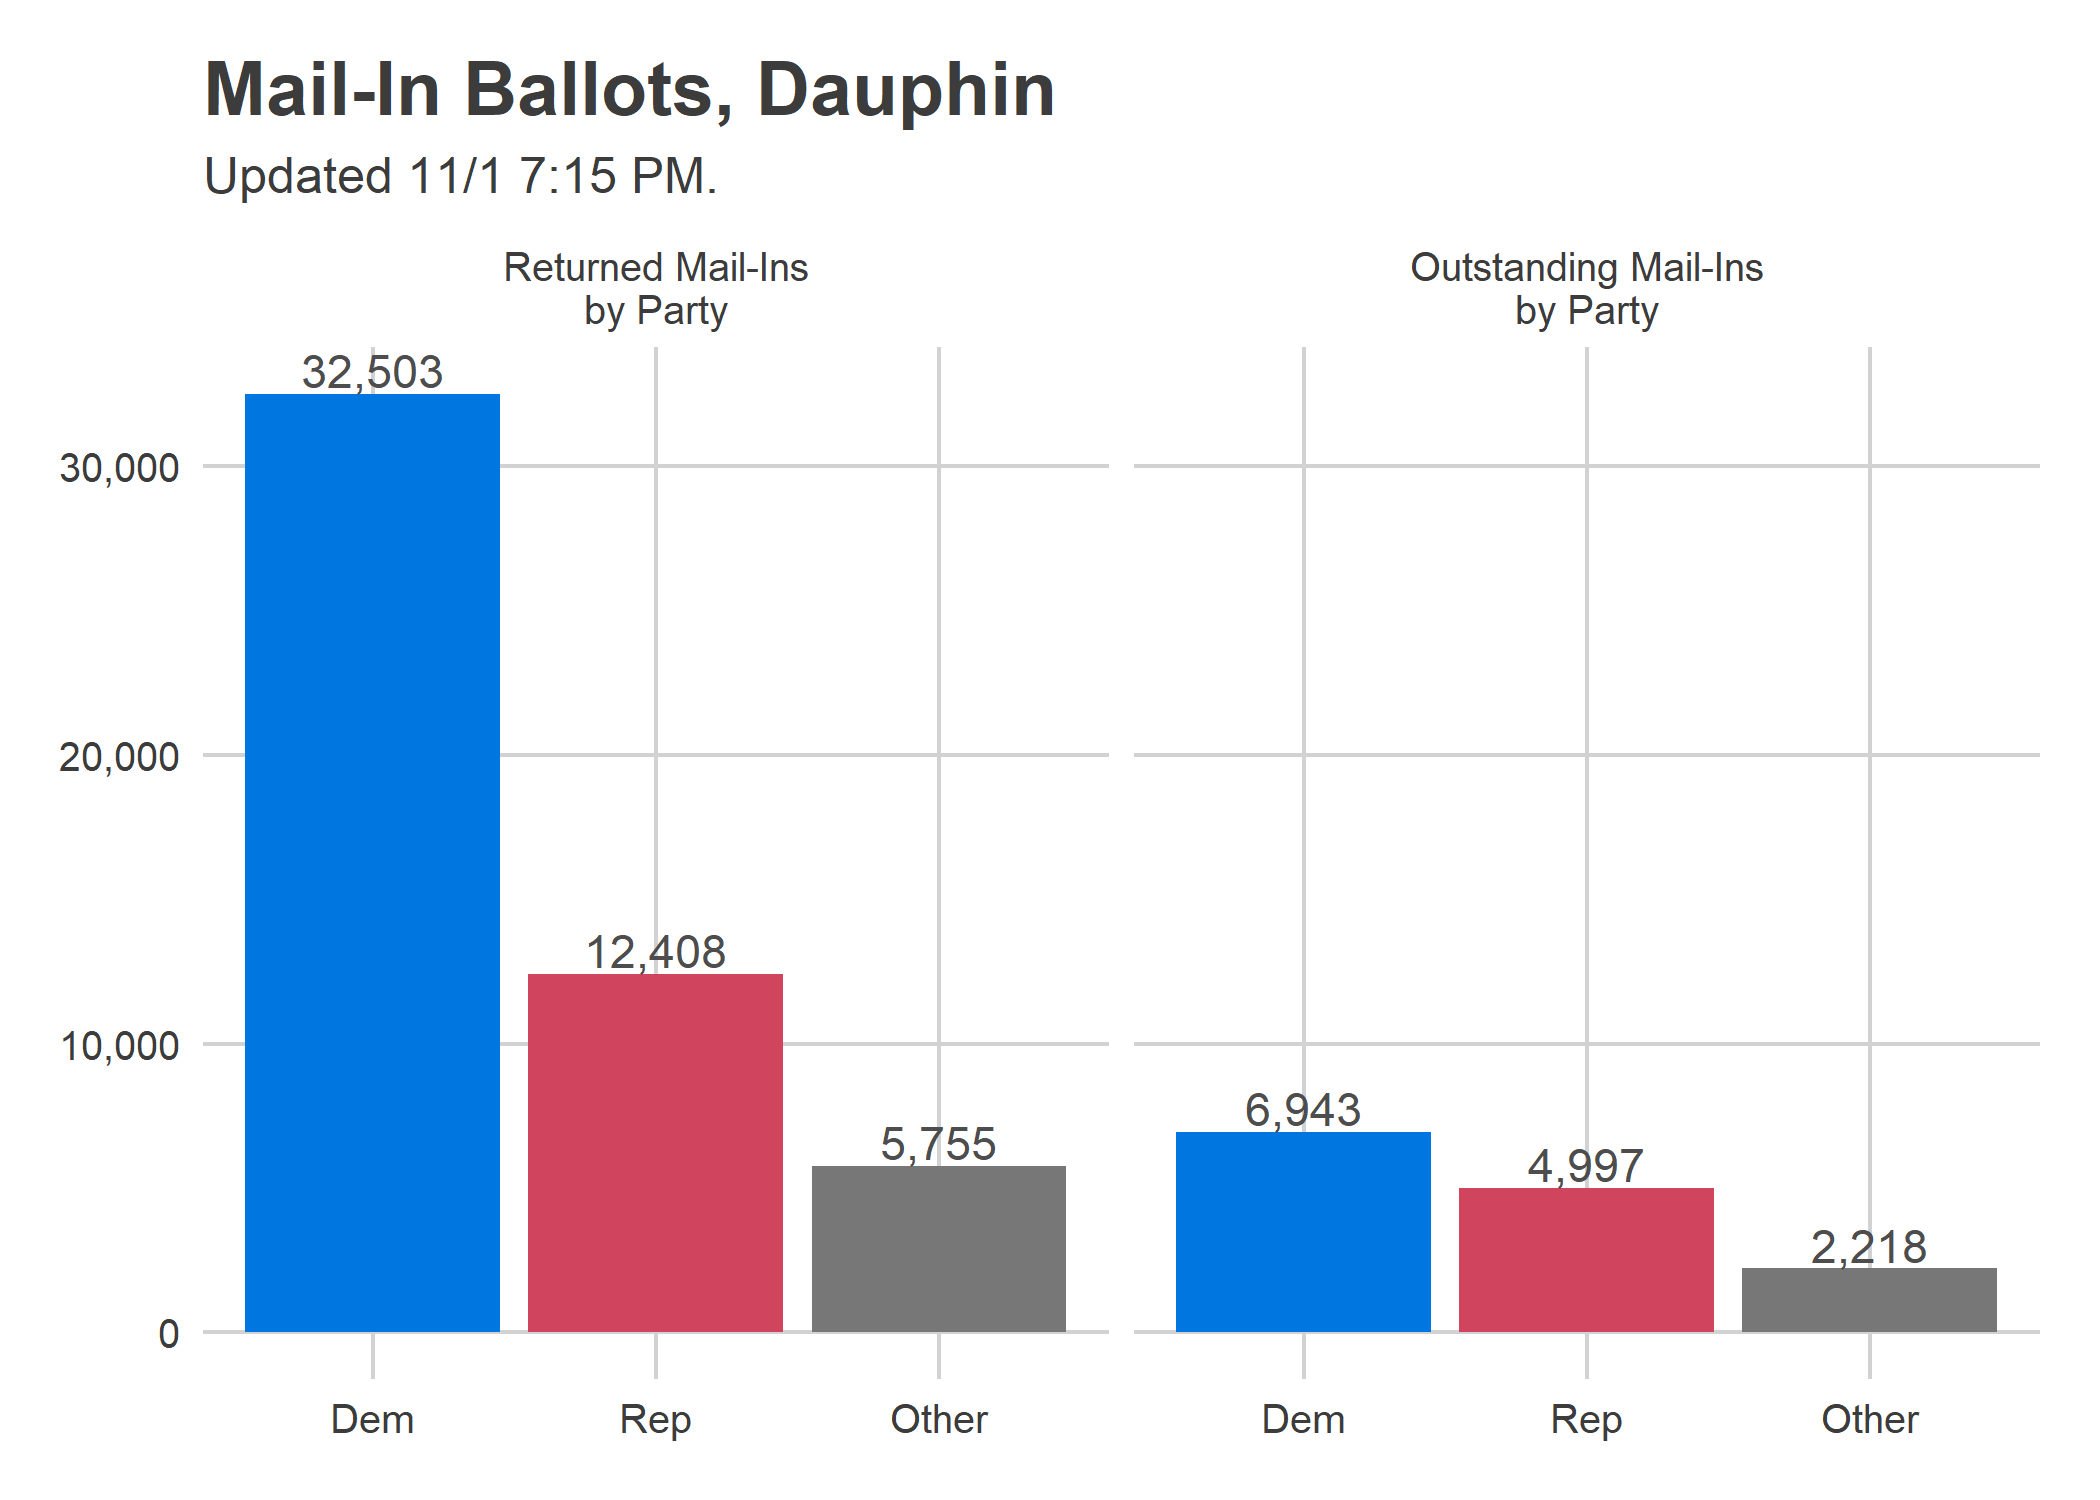 Mail-In Ballots, Dauphin
Updated 11/1 7:15 PM.
Returned Mail-Ins
by Party
Outstanding Mail-Ins
by Party
32,503
12,408
5,755
6,943
4,997
2,218
30,000
20,000
10,000
0
Dem
Rep
Other
Dem
Rep
Other